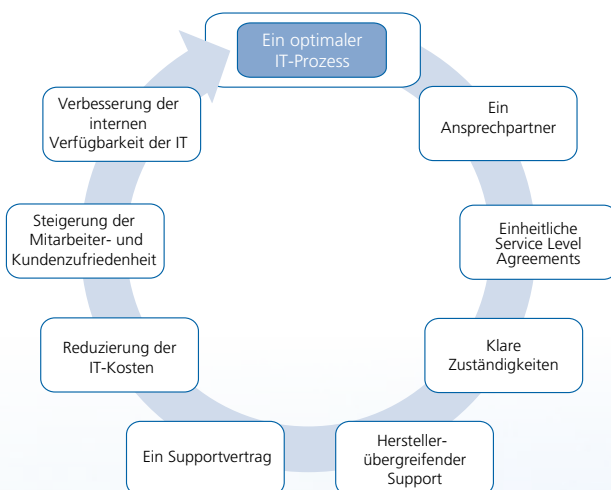 Ein optimaler
IT-Prozess
Ein
Ansprechpartner
Einheitliche
Service Level
Agreements
Klare
Zuständigkeiten
Hersteller-
übergreifender
Support
Ein Supportvertrag
Reduzierung der
IT-Kosten
Steigerung der
Mitarbeiter- und
Kundenzufriedenheit
Verbesserung der
internen
Verfügbarkeit der IT